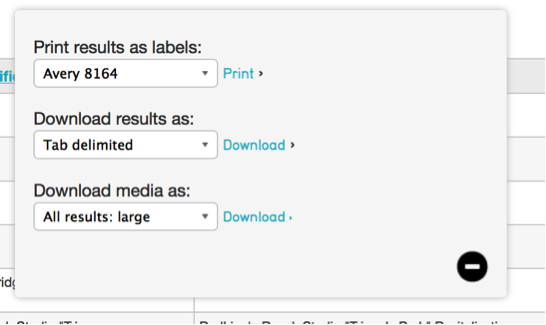 Print results as labels:
Avery 8164 Print ›
Download results as:
Tab delimited Download ›
Download media as:
All results: large Download ›